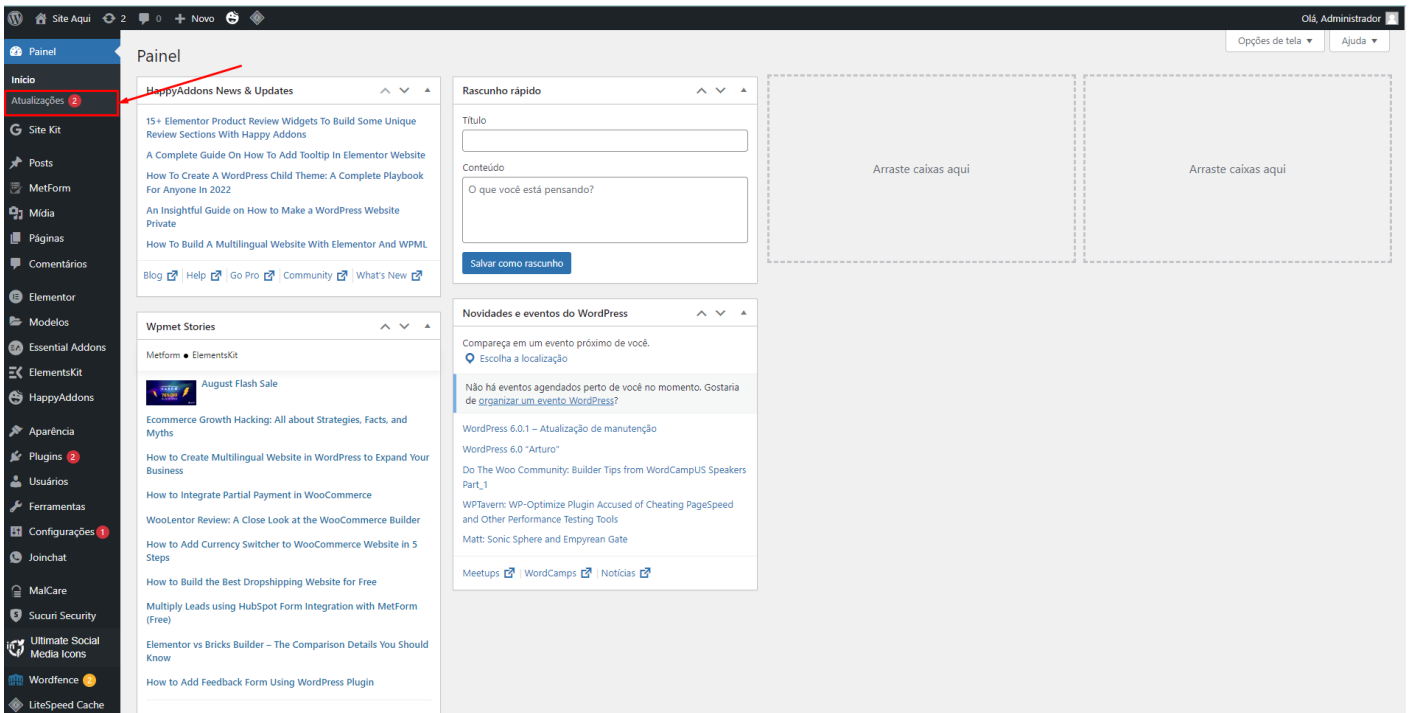 Site Aqui 2 0 + Novo
Olá, Administrador
Painel
Início
Atualizações 2
Site Kit
Posts
MetForm
Mídia
Páginas
Comentários
Elementor
Modelos
Essential Addons
ElementsKit
HappyAddons
Aparência
Plugins 2
Usuários
Ferramentas
Configurações 1
Joinchat
MalCare
Sucuri Security
Ultimate Social
Media Icons
Wordfence 2
LiteSpeed Cache
Opções de tela ▼
Ajuda ▼
Painel
HappyAddons News & Updates
15+ Elementor Product Review Widgets To Build Some Unique
Review Sections With Happy Addons
A Complete Guide On How To Add Tooltip In Elementor Website
How To Create A WordPress Child Theme: A Complete Playbook
For Anyone In 2022
An Insightful Guide on How to Make a WordPress Website
Private
How To Build A Multilingual Website With Elementor And WPML
Blog | Help | Go Pro | Community | What's New
Wpmet Stories
Metform ● ElementsKit
August Flash Sale
Ecommerce Growth Hacking: All about Strategies, Facts, and
Myths
How to Create Multilingual Website in WordPress to Expand Your
Business
How to Integrate Partial Payment in WooCommerce
WooLentor Review: A Close Look at the WooCommerce Builder
How to Add Currency Switcher to WooCommerce Website in 5
Steps
How to Build the Best Dropshipping Website for Free
Multiply Leads using HubSpot Form Integration with MetForm
(Free)
Elementor vs Bricks Builder – The Comparison Details You Should
Know
How to Add Feedback Form Using WordPress Plugin
Rascunho rápido
Título
Conteúdo
O que você está pensando?
Salvar como rascunho
Novidades e eventos do WordPress
Compareça em um evento próximo de você.
Escolha a localização
Não há eventos agendados perto de você no momento. Gostaria
de organizar um evento WordPress?
WordPress 6.0.1 – Atualização de manutenção
WordPress 6.0 “Arturo”
Do The Woo Community: Builder Tips from WordCampUS Speakers
Part_1
WPTavern: WP-Optimize Plugin Accused of Cheating PageSpeed
and Other Performance Testing Tools
Matt: Sonic Sphere and Empyrean Gate
Meetups | WordCamps | Notícias
Arraste caixas aqui
Arraste caixas aqui